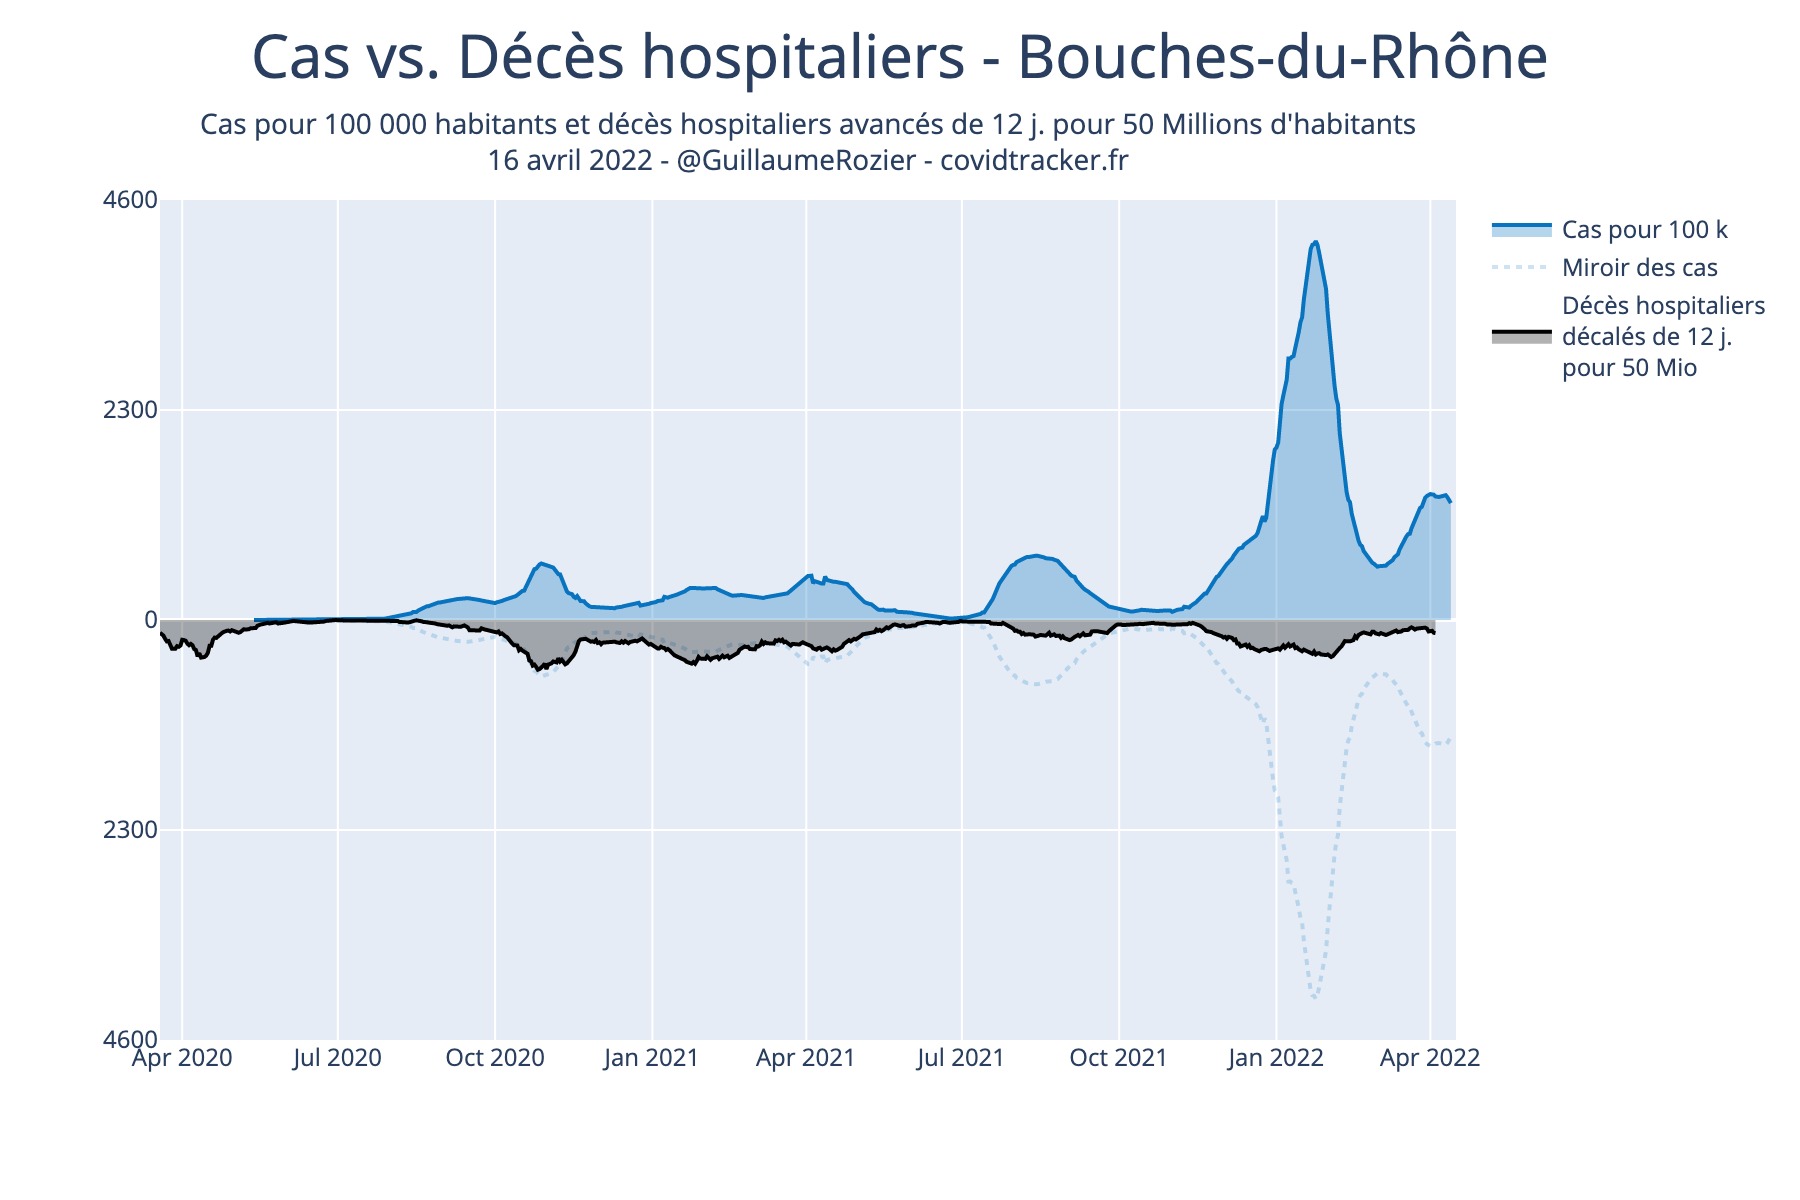 Cas vs. Décès hospitaliers - Bouches-du-Rhône
Cas pour 100 000 habitants et décès hospitaliers avancés de 12 j. pour 50 Millions d'habitants
16 avril 2022 - @GuillaumeRozier - covidtracker.fr
4600
2300
0
2300
4600
Apr 2020
Jul 2020
Oct 2020
Jan 2021
Apr 2021
Jul 2021
Oct 2021
Jan 2022
Apr 2022
Cas pour 100 k
Miroir des cas
Décès hospitaliers
décalés de 12 j.
pour 50 Mio